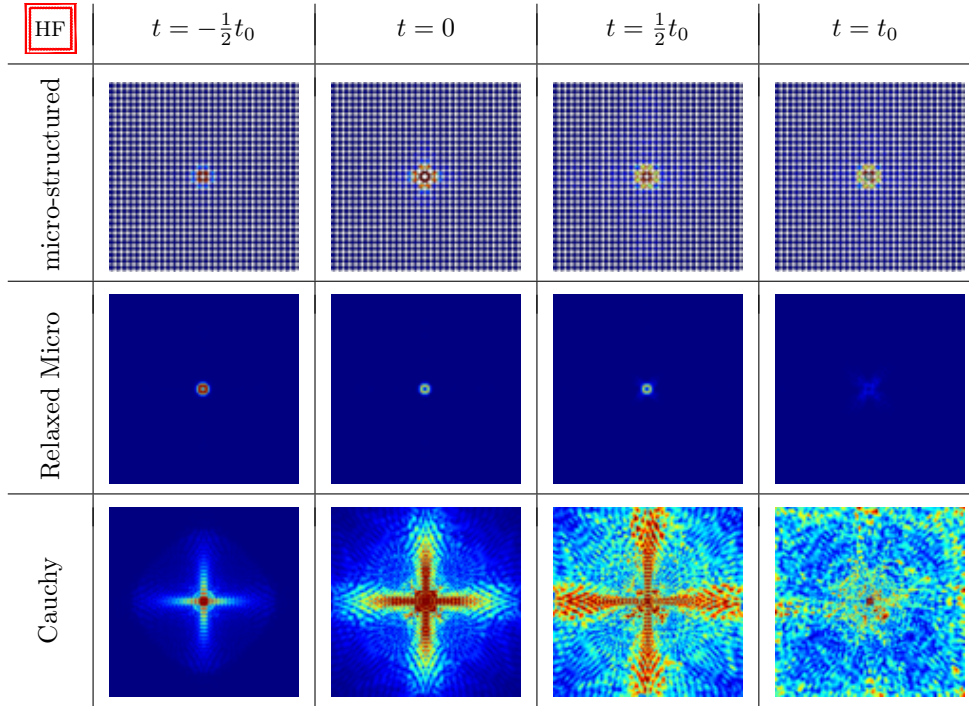 HF
t = −½t₀
t = 0
t = ½t₀
t = t₀
micro-structured
Relaxed Micro
Cauchy